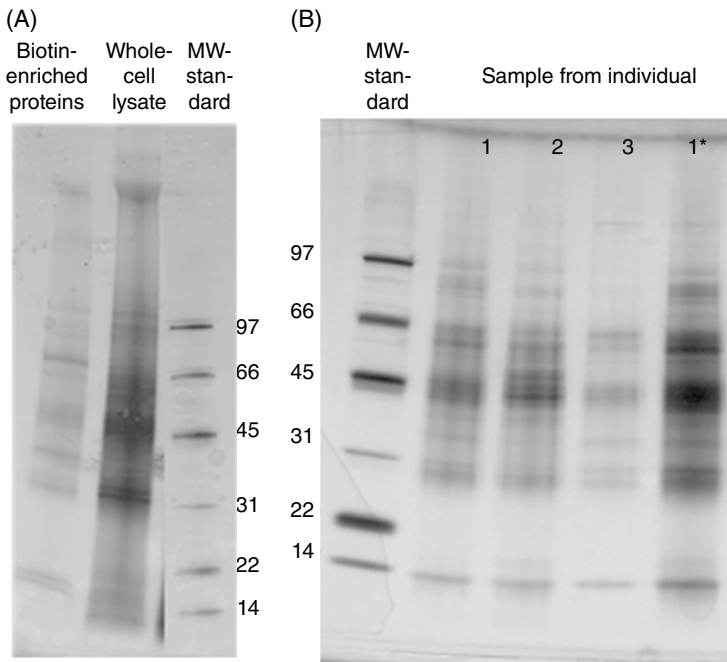 (A)
Biotin-
enriched
proteins
Whole-
cell
lysate
MW-
stan-
dard
97
66
45
31
22
14
(B)
MW-
stan-
dard
Sample from individual
1 2 3 1*
97
66
45
31
22
14